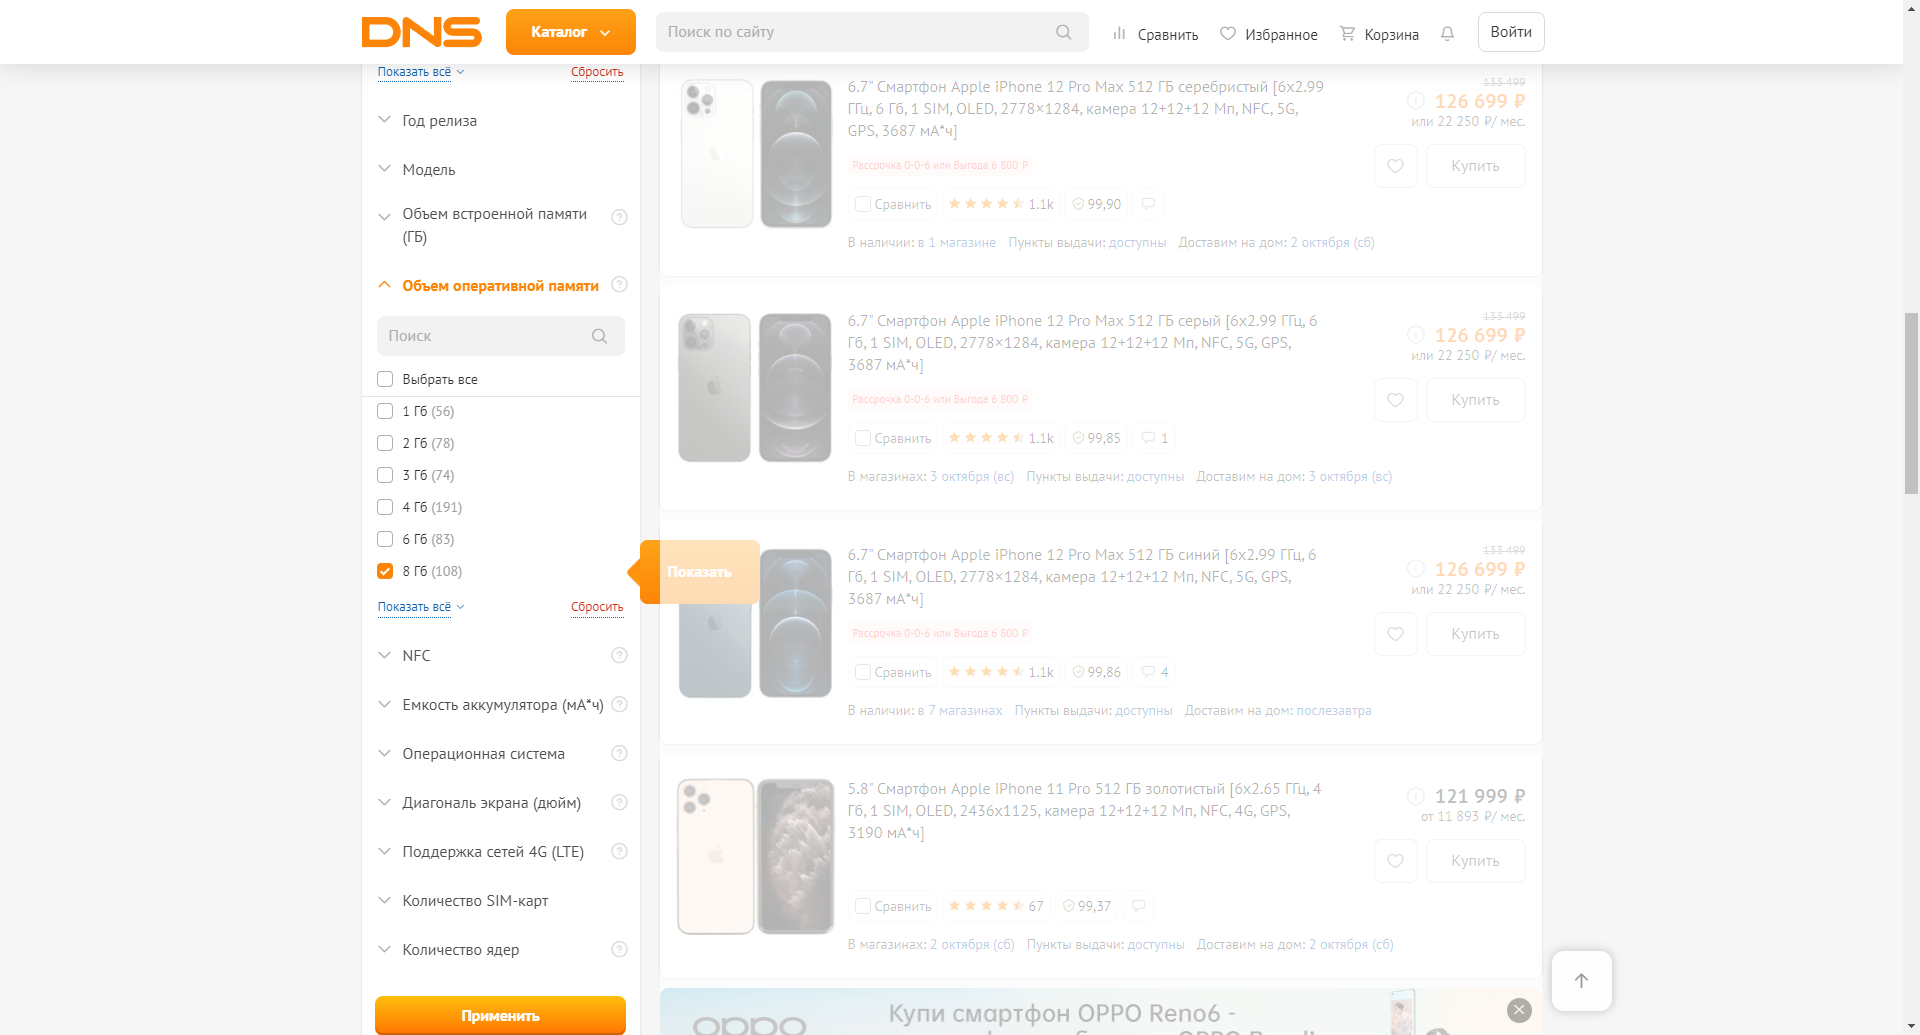 DNS
Каталог
Поиск по сайту
Сравнить
Избранное
Корзина
Войти
Показать всё
Сбросить
Год релиза
Модель
Объем встроенной памяти
(ГБ)
Объем оперативной памяти
Поиск
Выбрать все
1 Гб (56)
2 Гб (78)
3 Гб (74)
4 Гб (191)
6 Гб (83)
8 Гб (108)
Показать
Показать всё
Сбросить
NFC
Емкость аккумулятора (мА*ч)
Операционная система
Диагональ экрана (дюйм)
Поддержка сетей 4G (LTE)
Количество SIM-карт
Количество ядер
Применить
6.7" Смартфон Apple iPhone 12 Pro Max 512 ГБ серебристый [6x2.99
ГГц, 6 Гб, 1 SIM, OLED, 2778×1284, камера 12+12+12 Мп, NFC, 5G,
GPS, 3687 мА*ч]
133 499
126 699 ₽
или 22 250 ₽/ мес.
Рассрочка 0-0-6 или Выгода 6 800 ₽
Купить
Сравнить
1.1k
99,90
В наличии: в 1 магазине Пункты выдачи: доступны Доставим на дом: 2 октября (сб)
6.7" Смартфон Apple iPhone 12 Pro Max 512 ГБ серый [6x2.99 ГГц, 6
Гб, 1 SIM, OLED, 2778×1284, камера 12+12+12 Мп, NFC, 5G, GPS,
3687 мА*ч]
133 499
126 699 ₽
или 22 250 ₽/ мес.
Рассрочка 0-0-6 или Выгода 6 800 ₽
Купить
Сравнить
1.1k
99,85
1
В магазинах: 3 октября (вс) Пункты выдачи: доступны Доставим на дом: 3 октября (вс)
6.7" Смартфон Apple iPhone 12 Pro Max 512 ГБ синий [6x2.99 ГГц, 6
Гб, 1 SIM, OLED, 2778×1284, камера 12+12+12 Мп, NFC, 5G, GPS,
3687 мА*ч]
133 499
126 699 ₽
или 22 250 ₽/ мес.
Рассрочка 0-0-6 или Выгода 6 800 ₽
Купить
Сравнить
1.1k
99,86
4
В наличии: в 7 магазинах Пункты выдачи: доступны Доставим на дом: послезавтра
5.8" Смартфон Apple iPhone 11 Pro 512 ГБ золотистый [6x2.65 ГГц, 4
Гб, 1 SIM, OLED, 2436x1125, камера 12+12+12 Мп, NFC, 4G, GPS,
3190 мА*ч]
121 999 ₽
от 11 893 ₽/ мес.
Купить
Сравнить
67
99,37
В магазинах: 2 октября (сб) Пункты выдачи: доступны Доставим на дом: 2 октября (сб)
oppo
Купи смартфон OPPO Reno6 -